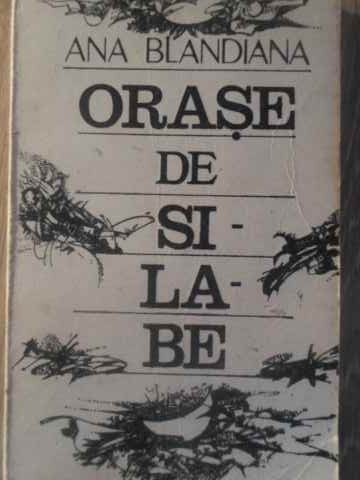 ANA BLANDIANA
ORAȘE
DE
SI-
LA-
BE